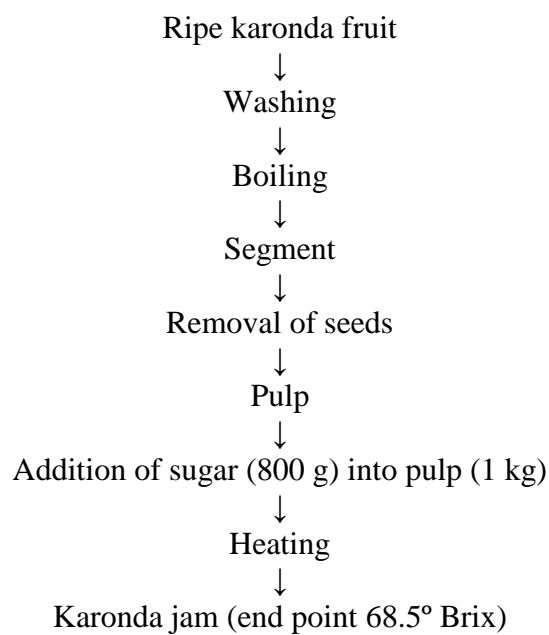 Ripe karonda fruit
↓
Washing
↓
Boiling
↓
Segment
↓
Removal of seeds
↓
Pulp
↓
Addition of sugar (800 g) into pulp (1 kg)
↓
Heating
↓
Karonda jam (end point 68.5º Brix)